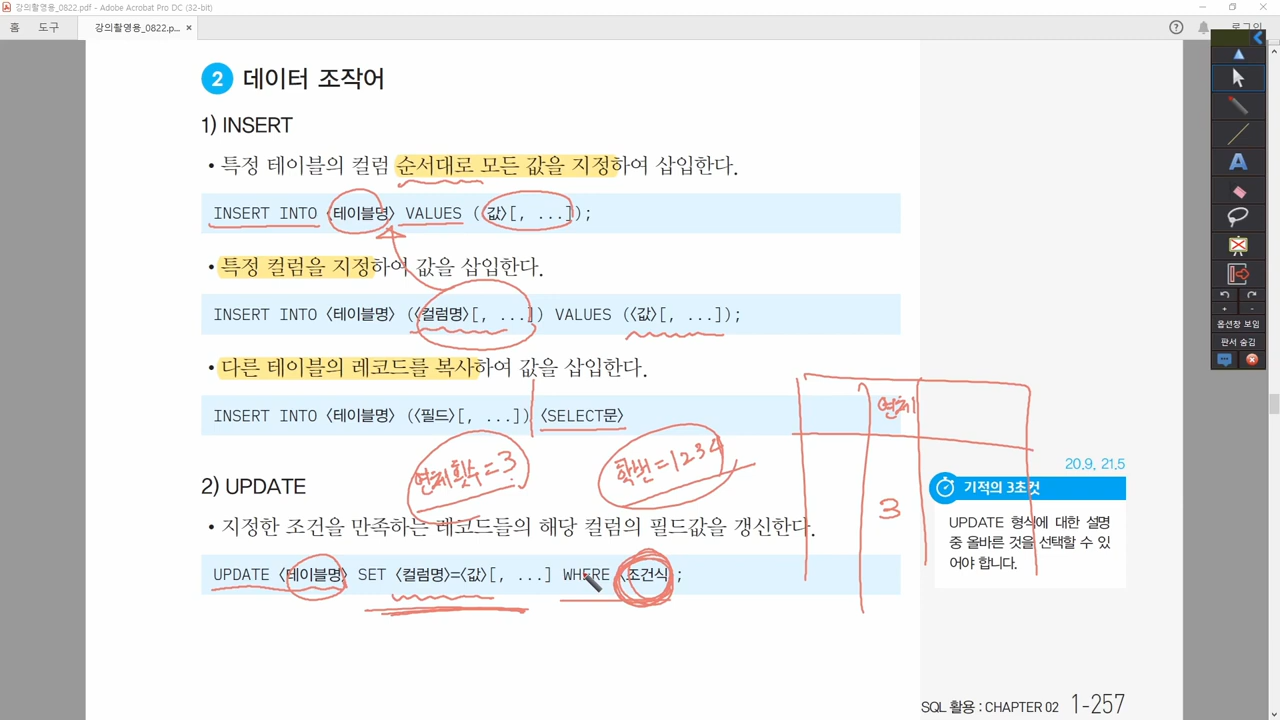 강의촬영용_0822.pdf - Adobe Acrobat Pro DC (32-bit)
홈 도구 강의촬영용_0822.p... × 로그인
2 데이터 조작어
1) INSERT
• 특정 테이블의 컬럼 순서대로 모든 값을 지정하여 삽입한다.
INSERT INTO 〈테이블명〉 VALUES (〈값〉[, ...]);
• 특정 컬럼을 지정하여 값을 삽입한다.
INSERT INTO 〈테이블명〉 (〈컬럼명〉[, ...]) VALUES (〈값〉[, ...]);
• 다른 테이블의 레코드를 복사하여 값을 삽입한다.
INSERT INTO 〈테이블명〉 (〈필드〉[, ...]) 〈SELECT문〉
연체
연체횟수=3
학번=1234
3
2) UPDATE
• 지정한 조건을 만족하는 레코드들의 해당 컬럼의 필드값을 갱신한다.
UPDATE 〈테이블명〉 SET 〈컬럼명〉=〈값〉[, ...] WHERE 〈조건식〉;
20.9, 21.5
기적의 3초컷
UPDATE 형식에 대한 설명
중 올바른 것을 선택할 수 있
어야 합니다.
SQL 활용 : CHAPTER 02 1-257
A
+ -
옵션창 보임
판서 숨김